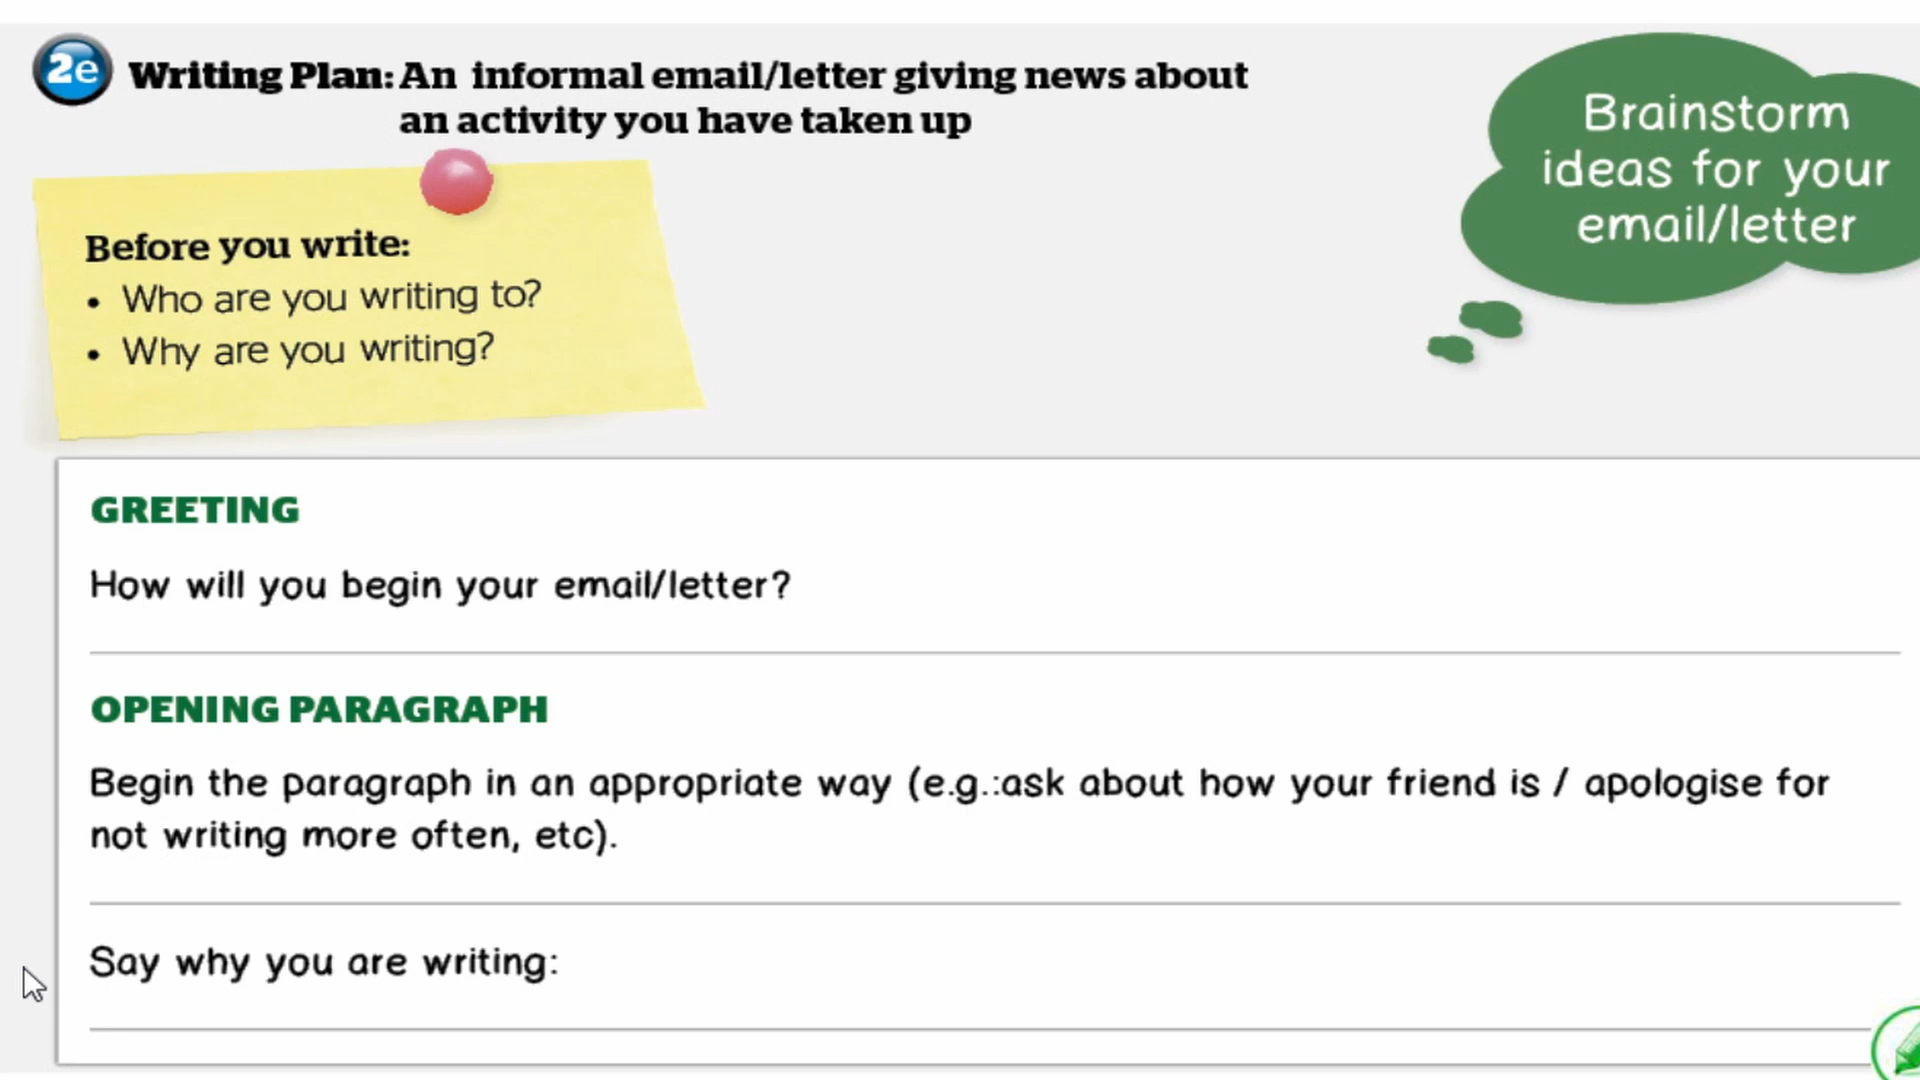 2e
Writing Plan: An informal email/letter giving news about
an activity you have taken up
Brainstorm
ideas for your
email/letter
Before you write:
• Who are you writing to?
• Why are you writing?
GREETING
How will you begin your email/letter?
OPENING PARAGRAPH
Begin the paragraph in an appropriate way (e.g.:ask about how your friend is / apologise for
not writing more often, etc).
Say why you are writing: